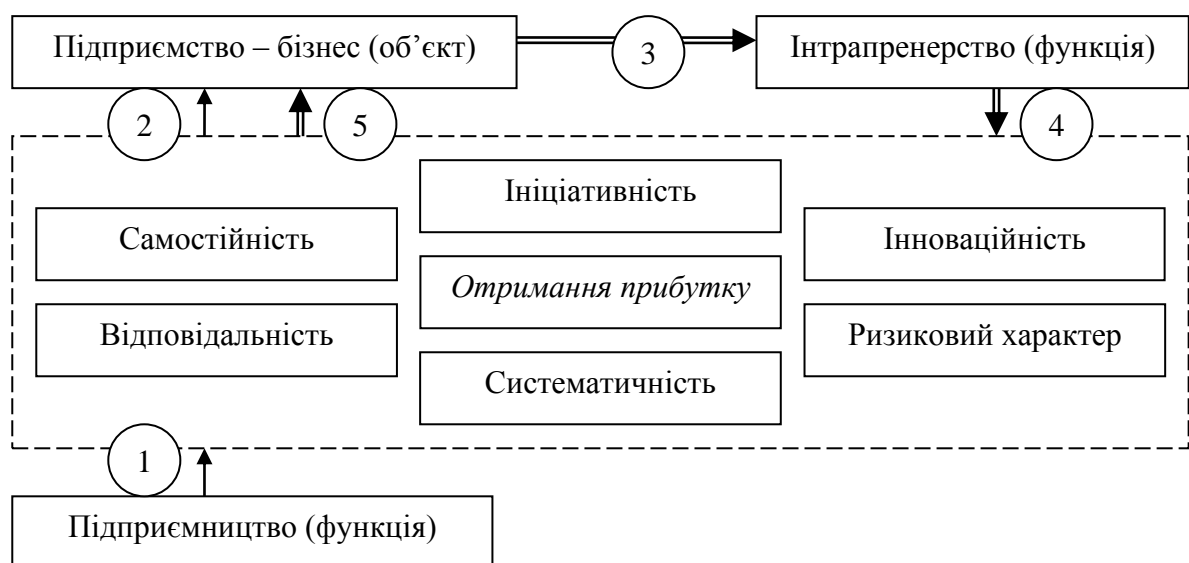 Підприємство – бізнес (об’єкт)
3
Інтрапренерство (функція)
2
5
4
Ініціативність
Самостійність
Інноваційність
Отримання прибутку
Відповідальність
Ризиковий характер
Систематичність
1
Підприємництво (функція)